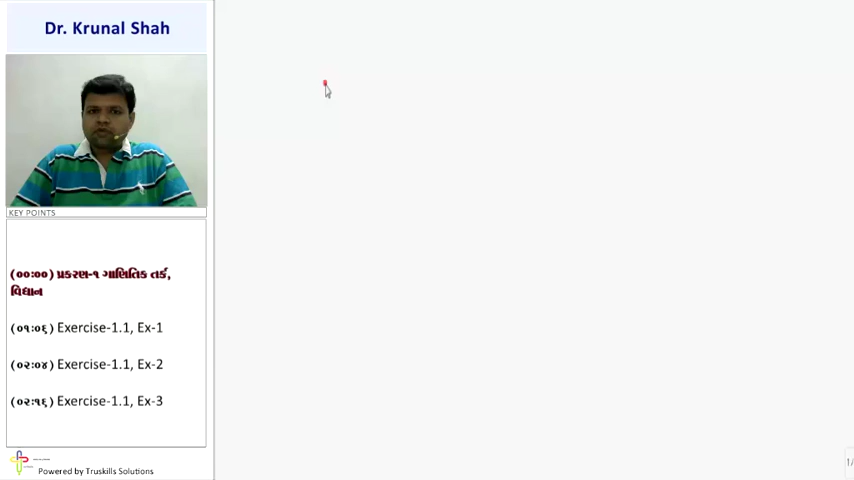 Dr. Krunal Shah
KEY POINTS
(૦૦:૦૦) પ્રકરણ-૧ ગાણિતિક તર્ક,
વિધાન
(૦૧:૦૬) Exercise-1.1, Ex-1
(૦૨:૦૪) Exercise-1.1, Ex-2
(૦૨:૧૬) Exercise-1.1, Ex-3
Powered by Truskills Solutions
1/